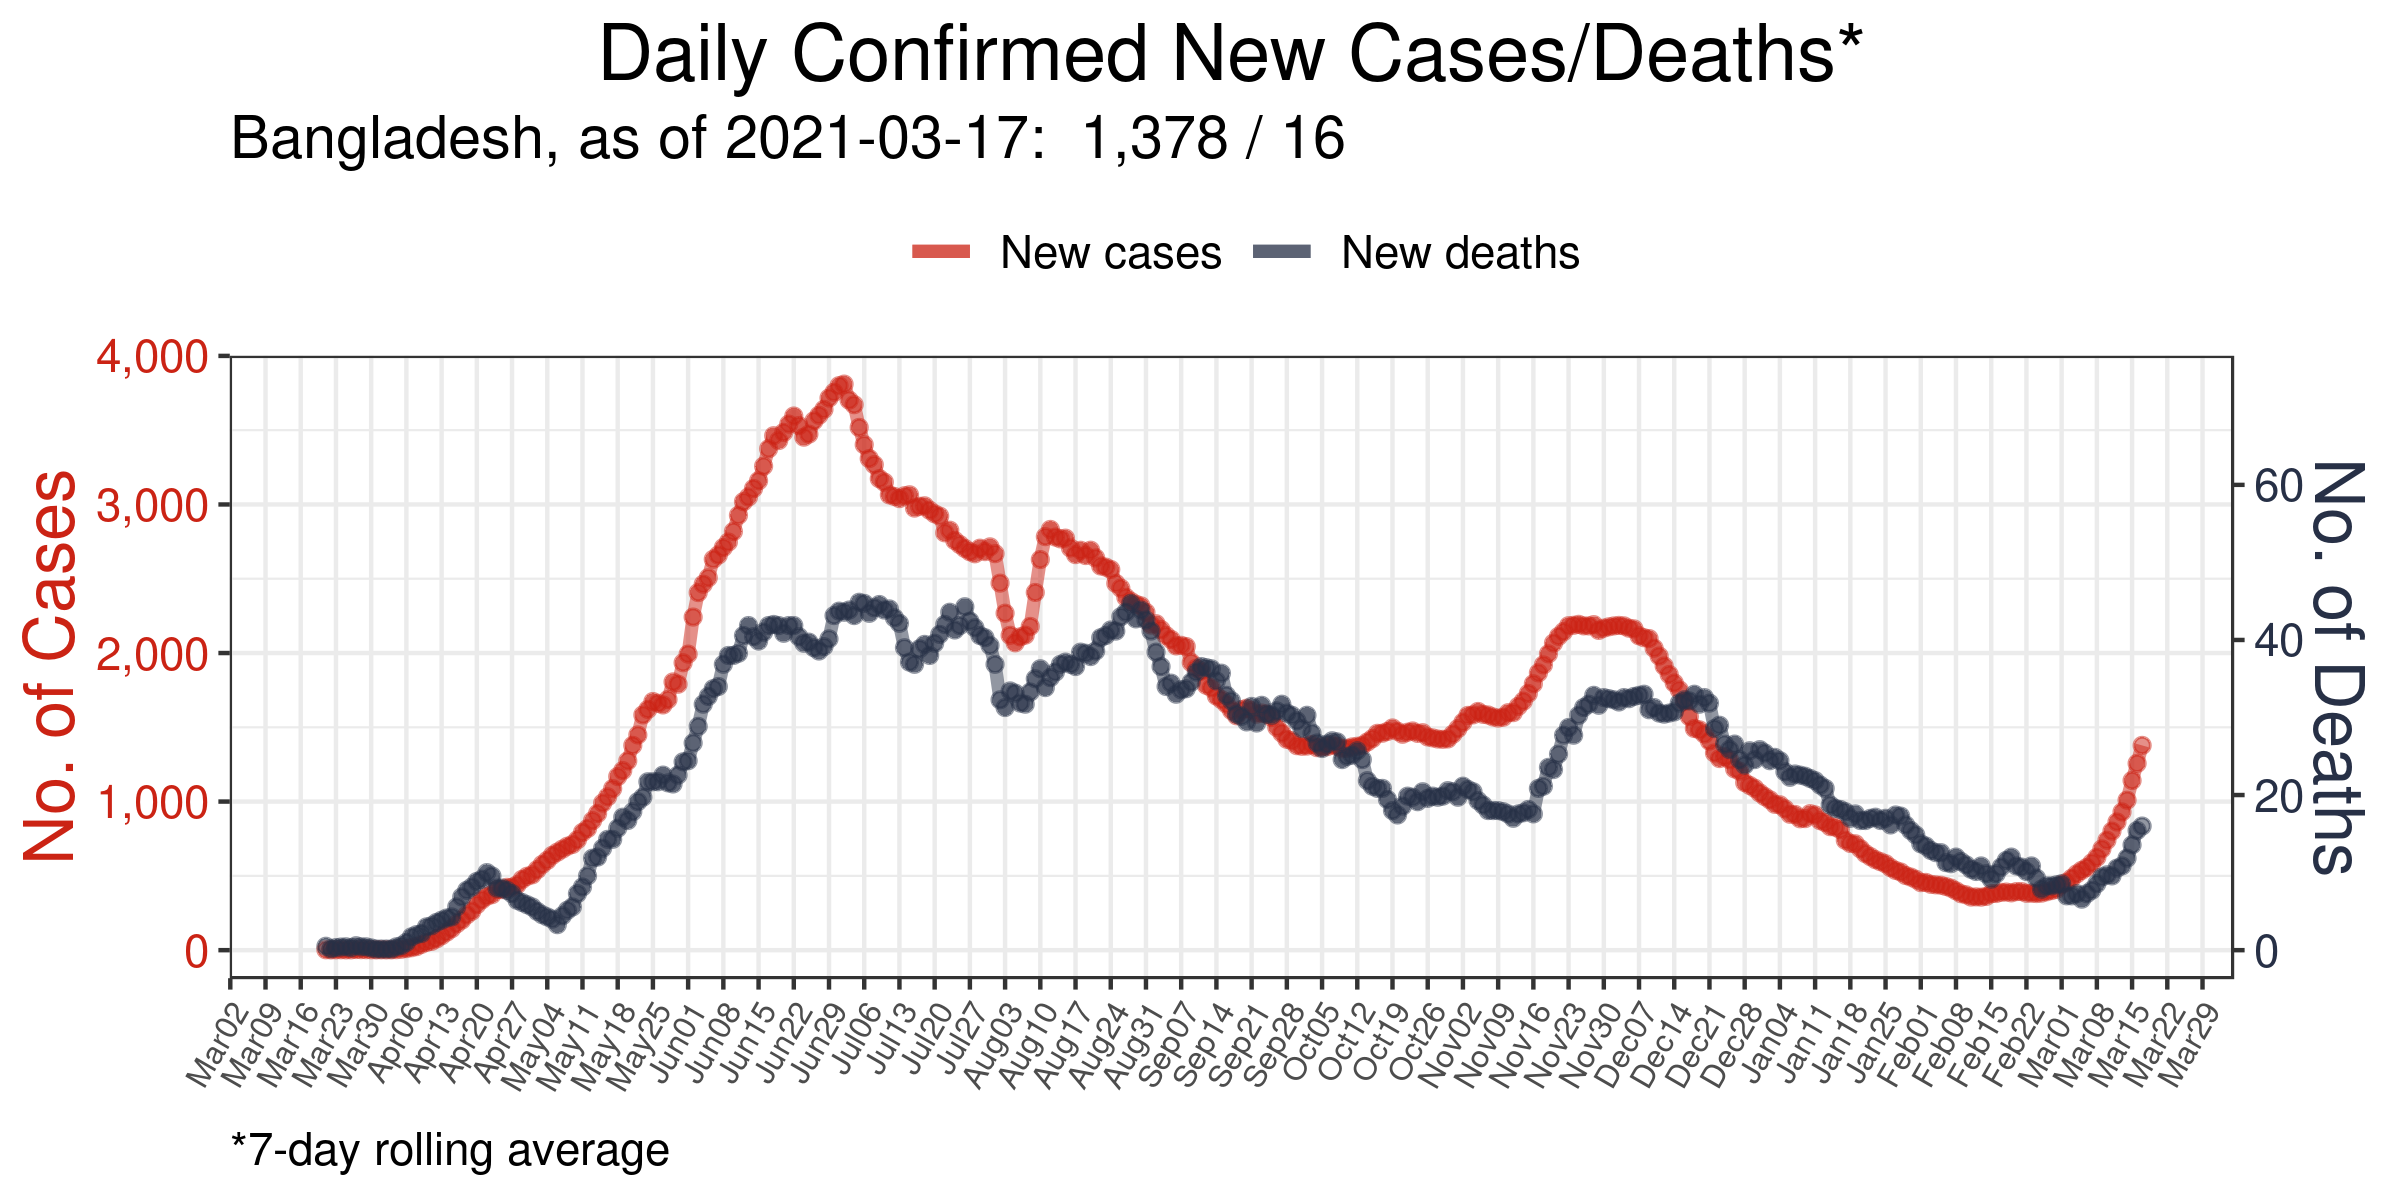 Daily Confirmed New Cases/Deaths*
Bangladesh, as of 2021-03-17:  1,378 / 16
New cases
New deaths
No. of Cases
4,000
3,000
2,000
1,000
0
60
40
20
0
No. of Deaths
Mar02
Mar09
Mar16
Mar23
Mar30
Apr06
Apr13
Apr20
Apr27
May04
May11
May18
May25
Jun01
Jun08
Jun15
Jun22
Jun29
Jul06
Jul13
Jul20
Jul27
Aug03
Aug10
Aug17
Aug24
Aug31
Sep07
Sep14
Sep21
Sep28
Oct05
Oct12
Oct19
Oct26
Nov02
Nov09
Nov16
Nov23
Nov30
Dec07
Dec14
Dec21
Dec28
Jan04
Jan11
Jan18
Jan25
Feb01
Feb08
Feb15
Feb22
Mar01
Mar08
Mar15
Mar22
Mar29
*7-day rolling average